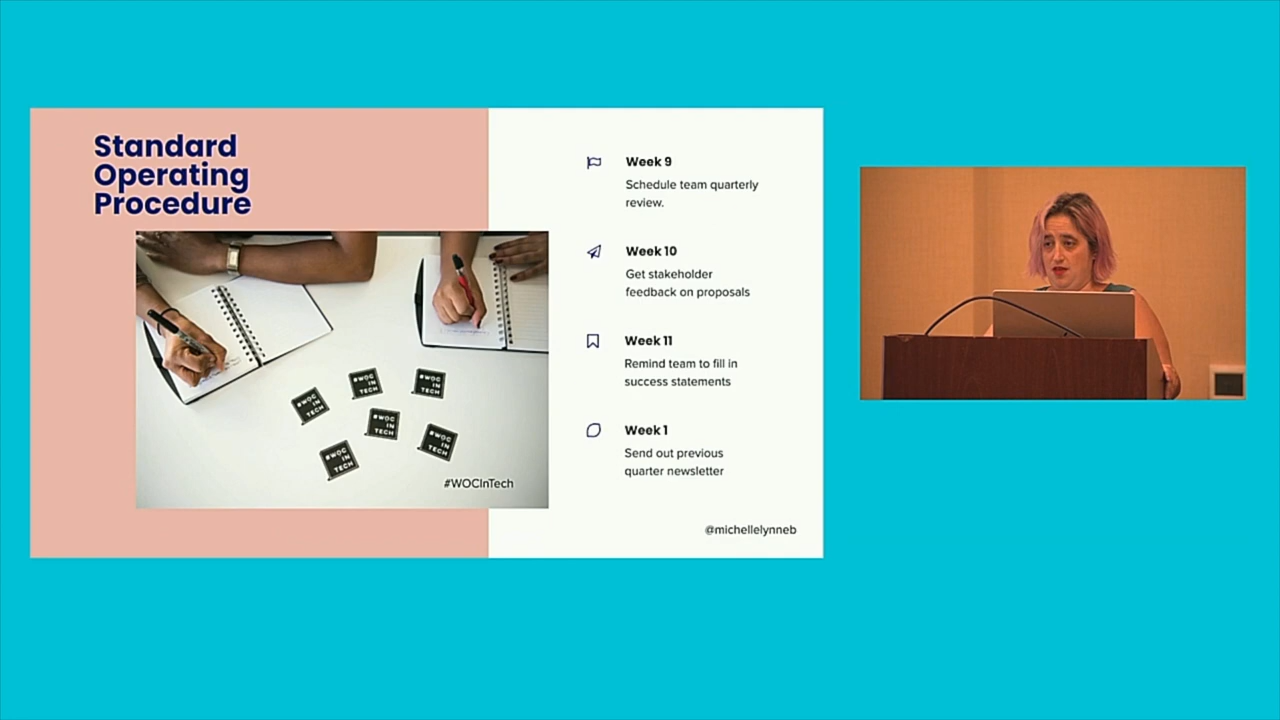 Standard
Operating
Procedure
#WOC
IN
TECH
#WOC
IN
TECH
#WOC
IN
TECH
#WOC
IN
TECH
#WOC
IN
TECH
#WOC
IN
TECH
#WOCInTech
Week 9
Schedule team quarterly
review.
Week 10
Get stakeholder
feedback on proposals
Week 11
Remind team to fill in
success statements
Week 1
Send out previous
quarter newsletter
@michellelynneb